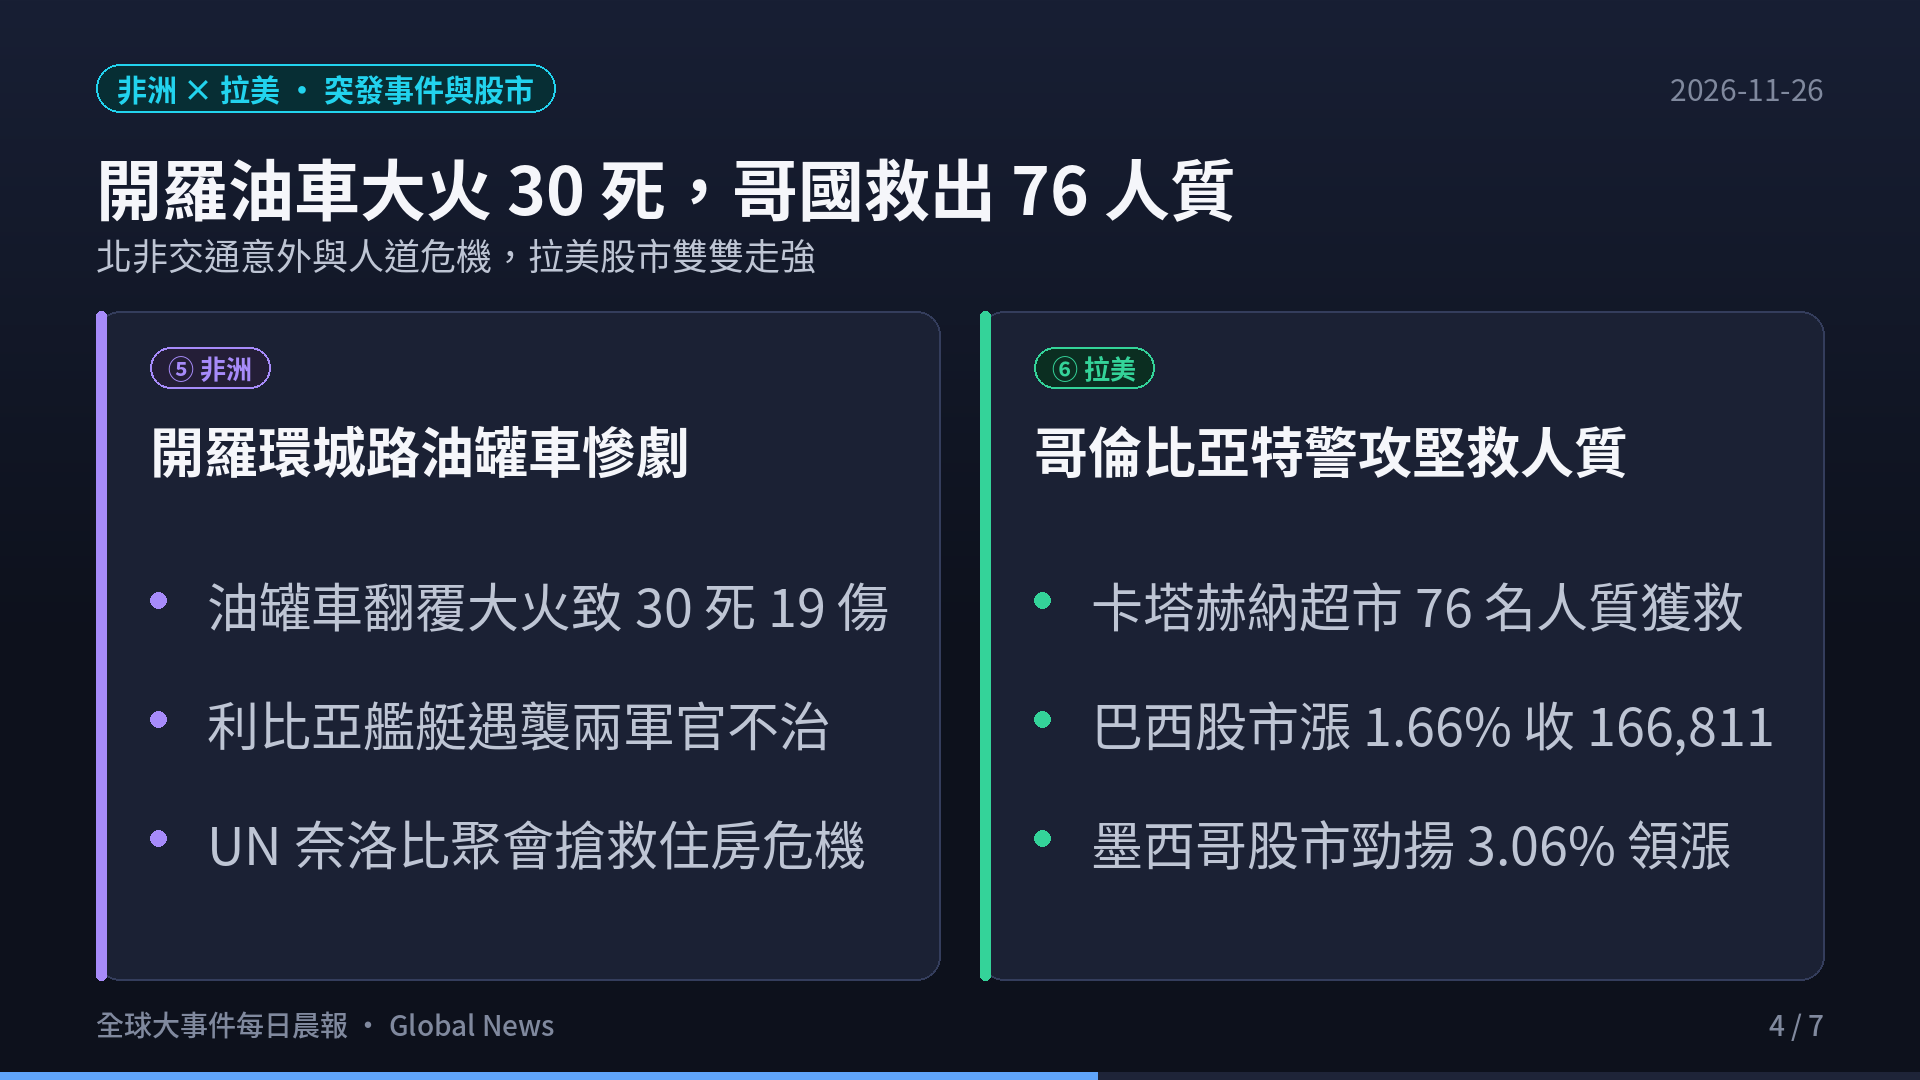 非洲 × 拉美 • 突發事件與股市
2026-11-26
開羅油車大火 30 死，哥國救出 76 人質
北非交通意外與人道危機，拉美股市雙雙走強
⑤ 非洲
開羅環城路油罐車慘劇
• 油罐車翻覆大火致 30 死 19 傷
• 利比亞艦艇遇襲兩軍官不治
• UN 奈洛比聚會搶救住房危機
⑥ 拉美
哥倫比亞特警攻堅救人質
• 卡塔赫納超市 76 名人質獲救
• 巴西股市漲 1.66% 收 166,811
• 墨西哥股市勁揚 3.06% 領漲
全球大事件每日晨報 • Global News
4 / 7